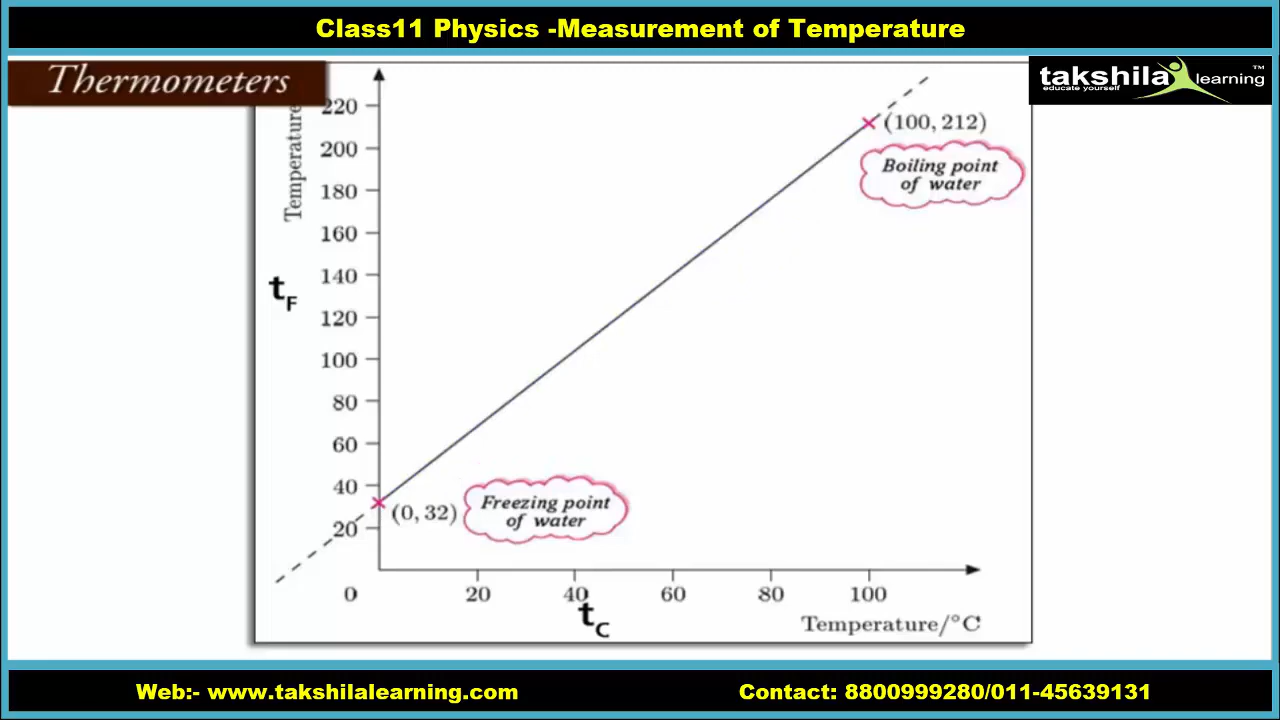 Class11 Physics -Measurement of Temperature
Thermometers
takshila learning ™
educate yourself
Temperature
220
200
180
160
140
120
100
80
60
40
20
0
t_F
(100, 212)
Boiling point
of water
(0, 32)
Freezing point
of water
20
40
60
80
100
t_C
Temperature/°C
Web:- www.takshilalearning.com
Contact: 8800999280/011-45639131